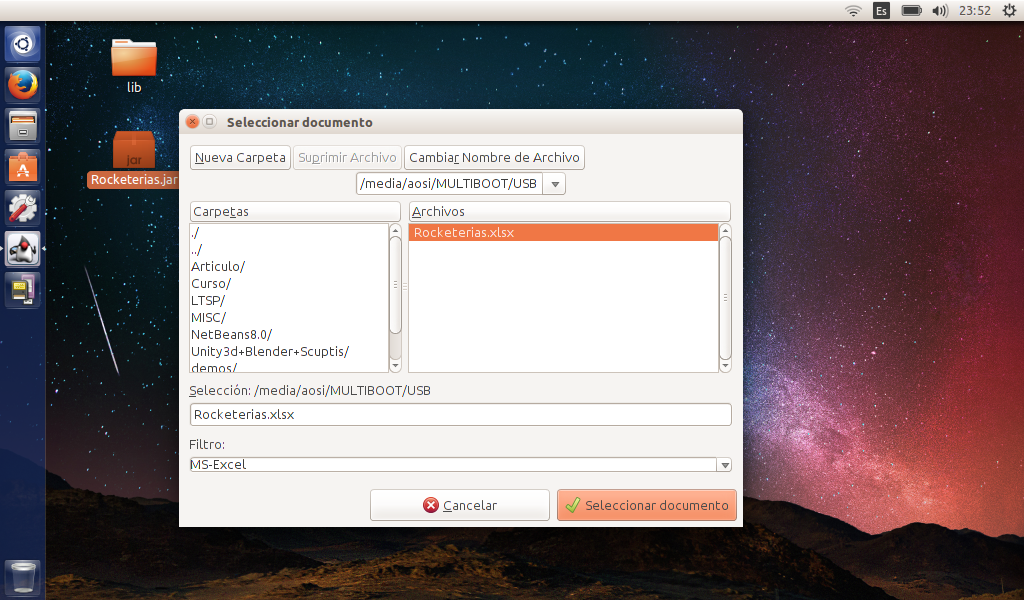 Es
23:52
lib
jar
Rocketerias.jar
Seleccionar documento
Nueva Carpeta
Suprimir Archivo
Cambiar Nombre de Archivo
/media/aosi/MULTIBOOT/USB
Carpetas
Archivos
./
../
Articulo/
Curso/
LTSP/
MISC/
NetBeans8.0/
Unity3d+Blender+Scuptis/
demos/
Rocketerias.xlsx
Selección: /media/aosi/MULTIBOOT/USB
Rocketerias.xlsx
Filtro:
MS-Excel
Cancelar
Seleccionar documento